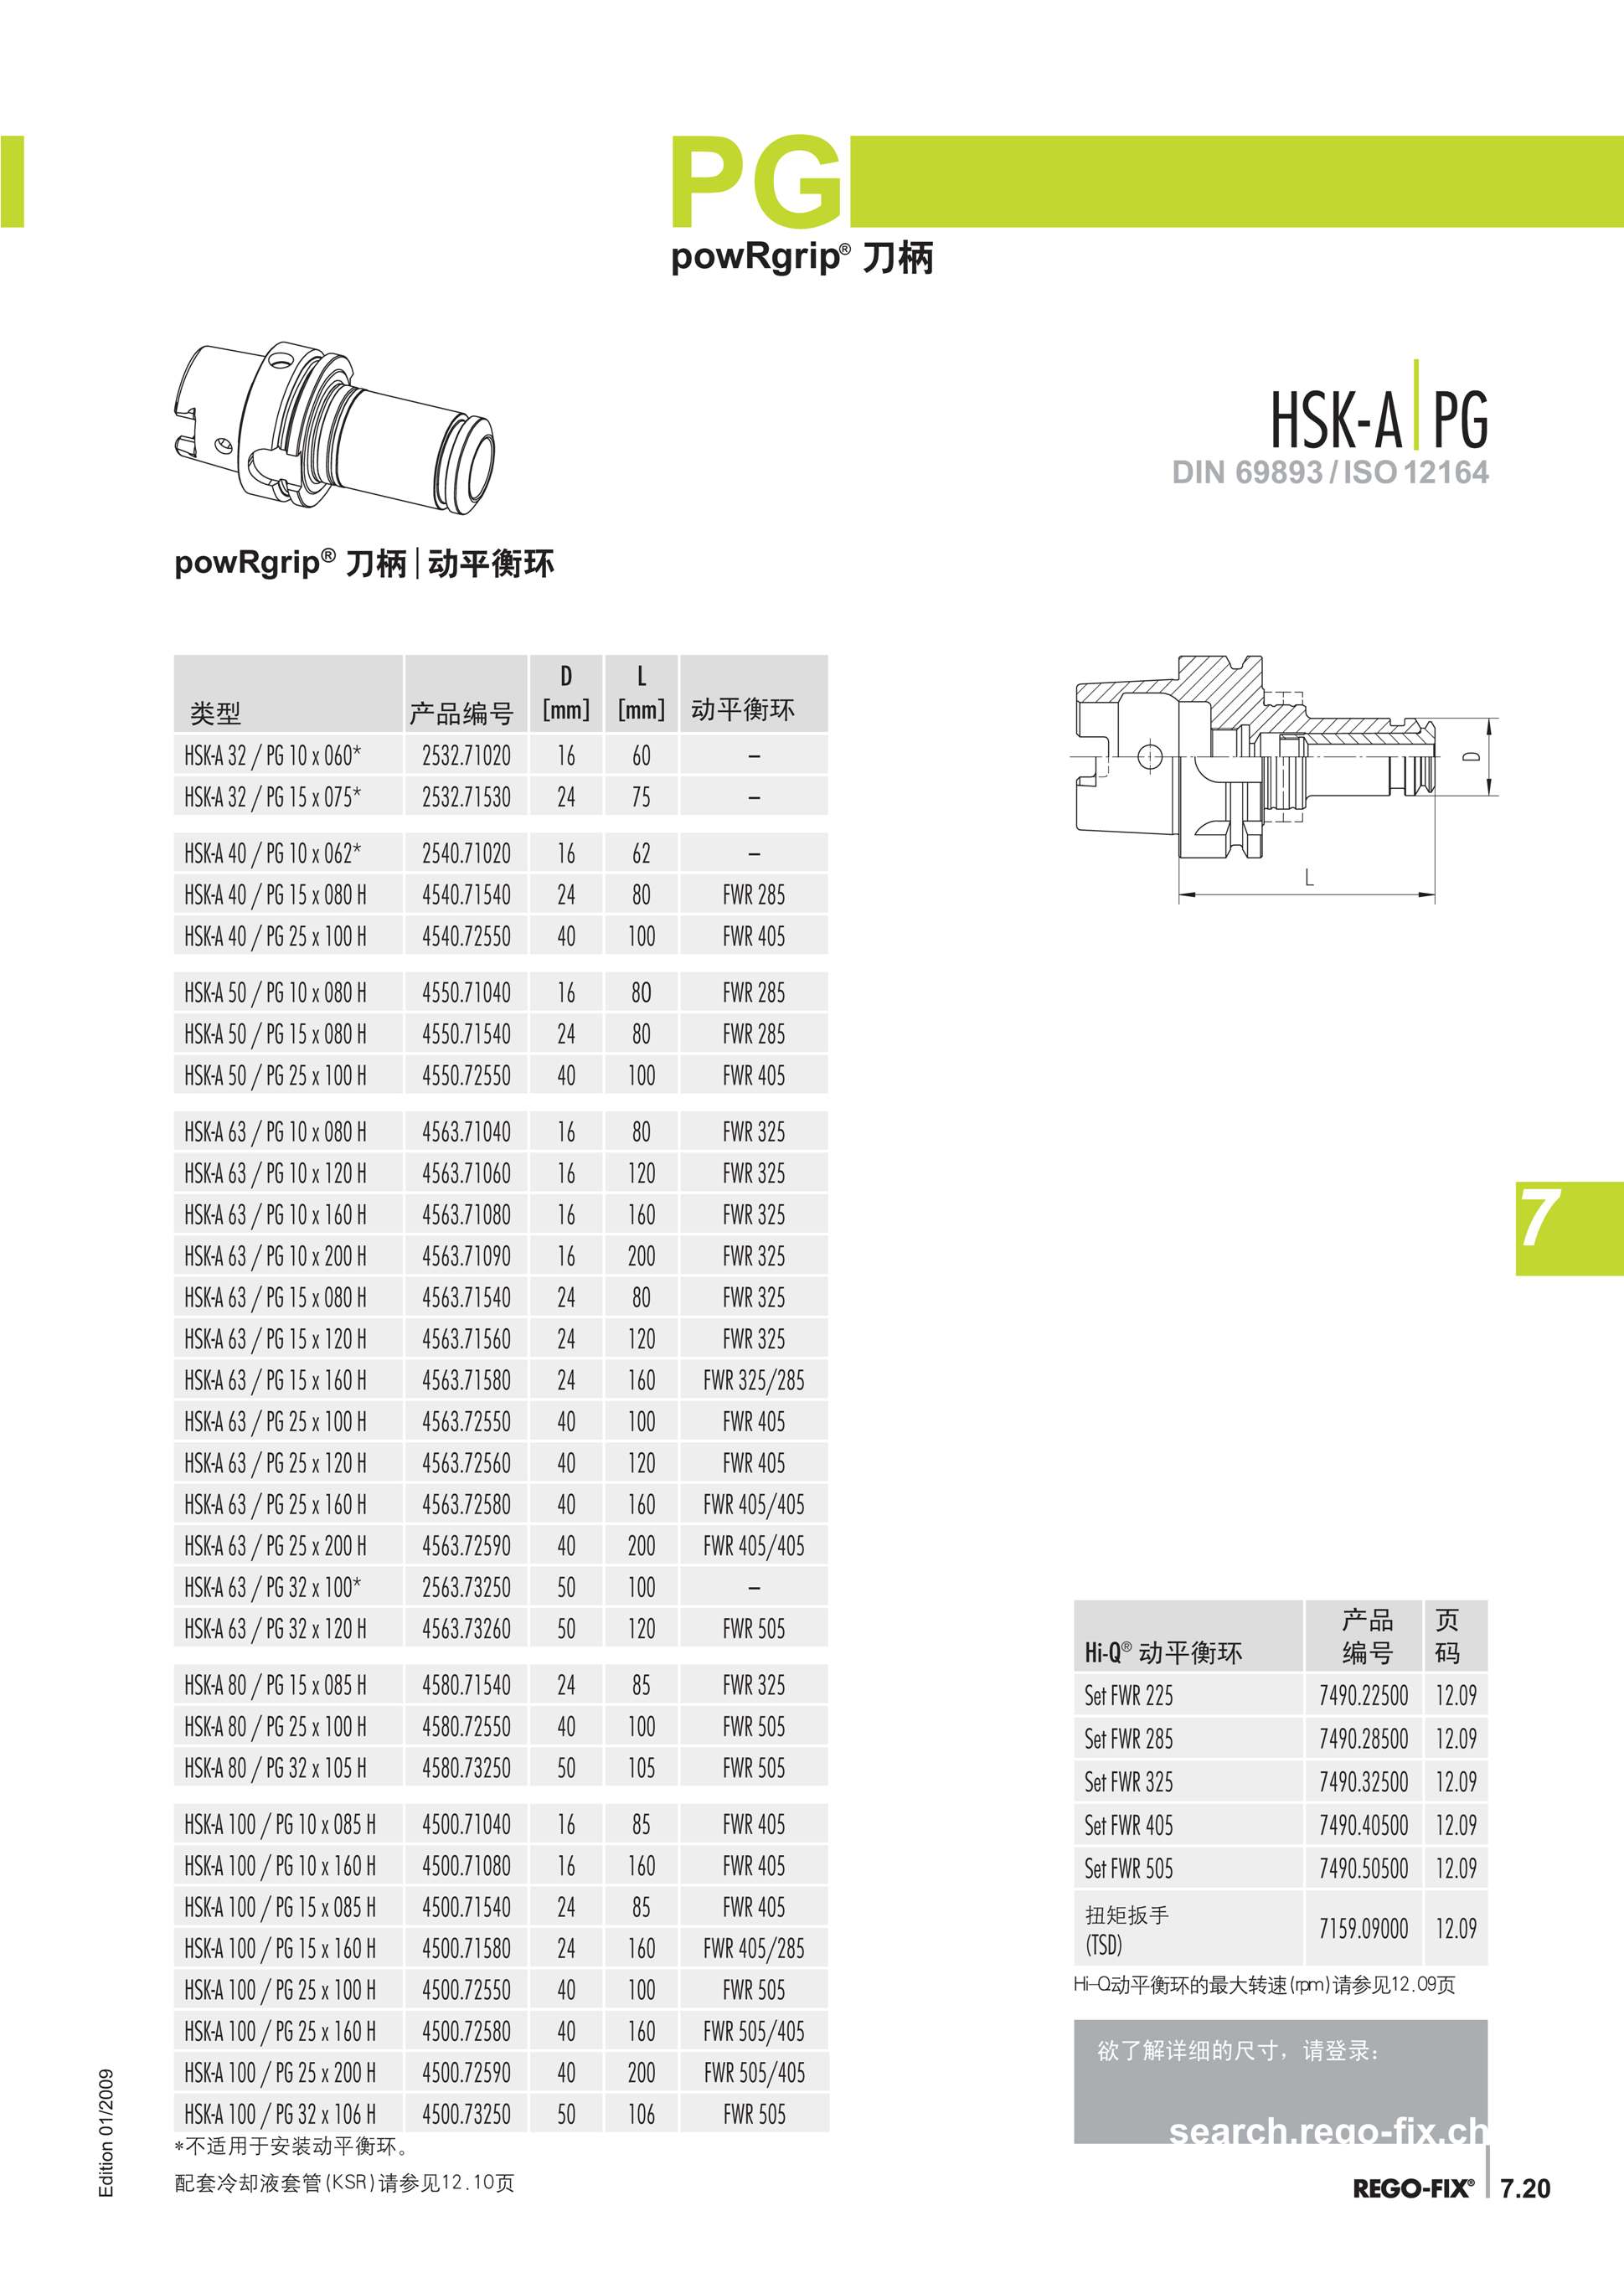 PG
powRgrip® 刀柄
HSK-A PG
DIN 69893 / ISO 12164
powRgrip® 刀柄 | 动平衡环
类型 产品编号 D [mm] L [mm] 动平衡环
HSK-A 32 / PG 10 x 060* 2532.71020 16 60 –
HSK-A 32 / PG 15 x 075* 2532.71530 24 75 –
HSK-A 40 / PG 10 x 062* 2540.71020 16 62 –
HSK-A 40 / PG 15 x 080 H 4540.71540 24 80 FWR 285
HSK-A 40 / PG 25 x 100 H 4540.72550 40 100 FWR 405
HSK-A 50 / PG 10 x 080 H 4550.71040 16 80 FWR 285
HSK-A 50 / PG 15 x 080 H 4550.71540 24 80 FWR 285
HSK-A 50 / PG 25 x 100 H 4550.72550 40 100 FWR 405
HSK-A 63 / PG 10 x 080 H 4563.71040 16 80 FWR 325
HSK-A 63 / PG 10 x 120 H 4563.71060 16 120 FWR 325
HSK-A 63 / PG 10 x 160 H 4563.71080 16 160 FWR 325
HSK-A 63 / PG 10 x 200 H 4563.71090 16 200 FWR 325
HSK-A 63 / PG 15 x 080 H 4563.71540 24 80 FWR 325
HSK-A 63 / PG 15 x 120 H 4563.71560 24 120 FWR 325
HSK-A 63 / PG 15 x 160 H 4563.71580 24 160 FWR 325/285
HSK-A 63 / PG 25 x 100 H 4563.72550 40 100 FWR 405
HSK-A 63 / PG 25 x 120 H 4563.72560 40 120 FWR 405
HSK-A 63 / PG 25 x 160 H 4563.72580 40 160 FWR 405/405
HSK-A 63 / PG 25 x 200 H 4563.72590 40 200 FWR 405/405
HSK-A 63 / PG 32 x 100* 2563.73250 50 100 –
HSK-A 63 / PG 32 x 120 H 4563.73260 50 120 FWR 505
HSK-A 80 / PG 15 x 085 H 4580.71540 24 85 FWR 325
HSK-A 80 / PG 25 x 100 H 4580.72550 40 100 FWR 505
HSK-A 80 / PG 32 x 105 H 4580.73250 50 105 FWR 505
HSK-A 100 / PG 10 x 085 H 4500.71040 16 85 FWR 405
HSK-A 100 / PG 10 x 160 H 4500.71080 16 160 FWR 405
HSK-A 100 / PG 15 x 085 H 4500.71540 24 85 FWR 405
HSK-A 100 / PG 15 x 160 H 4500.71580 24 160 FWR 405/285
HSK-A 100 / PG 25 x 100 H 4500.72550 40 100 FWR 505
HSK-A 100 / PG 25 x 160 H 4500.72580 40 160 FWR 505/405
HSK-A 100 / PG 25 x 200 H 4500.72590 40 200 FWR 505/405
HSK-A 100 / PG 32 x 106 H 4500.73250 50 106 FWR 505
*不适用于安装动平衡环。
配套冷却液套管(KSR)请参见12.10页
D
L
7
Hi-Q® 动平衡环 产品编号 页码
Set FWR 225 7490.22500 12.09
Set FWR 285 7490.28500 12.09
Set FWR 325 7490.32500 12.09
Set FWR 405 7490.40500 12.09
Set FWR 505 7490.50500 12.09
扭矩扳手
(TSD) 7159.09000 12.09
Hi-Q动平衡环的最大转速(rpm)请参见12.09页
欲了解详细的尺寸，请登录：
search.rego-fix.ch
Edition 01/2009
REGO-FIX® 7.20